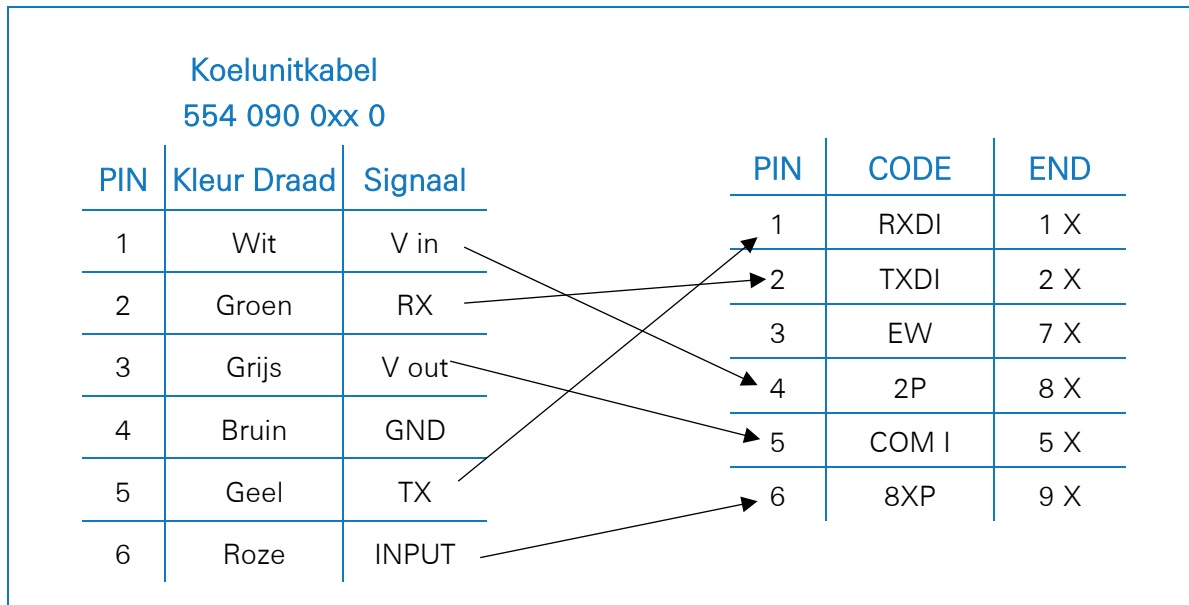 Koelunitkabel
554 090 0xx 0
PIN Kleur Draad Signaal
1 Wit V in
2 Groen RX
3 Grijs V out
4 Bruin GND
5 Geel TX
6 Roze INPUT
PIN CODE END
1 RXDI 1 X
2 TXDI 2 X
3 EW 7 X
4 2P 8 X
5 COM I 5 X
6 8XP 9 X